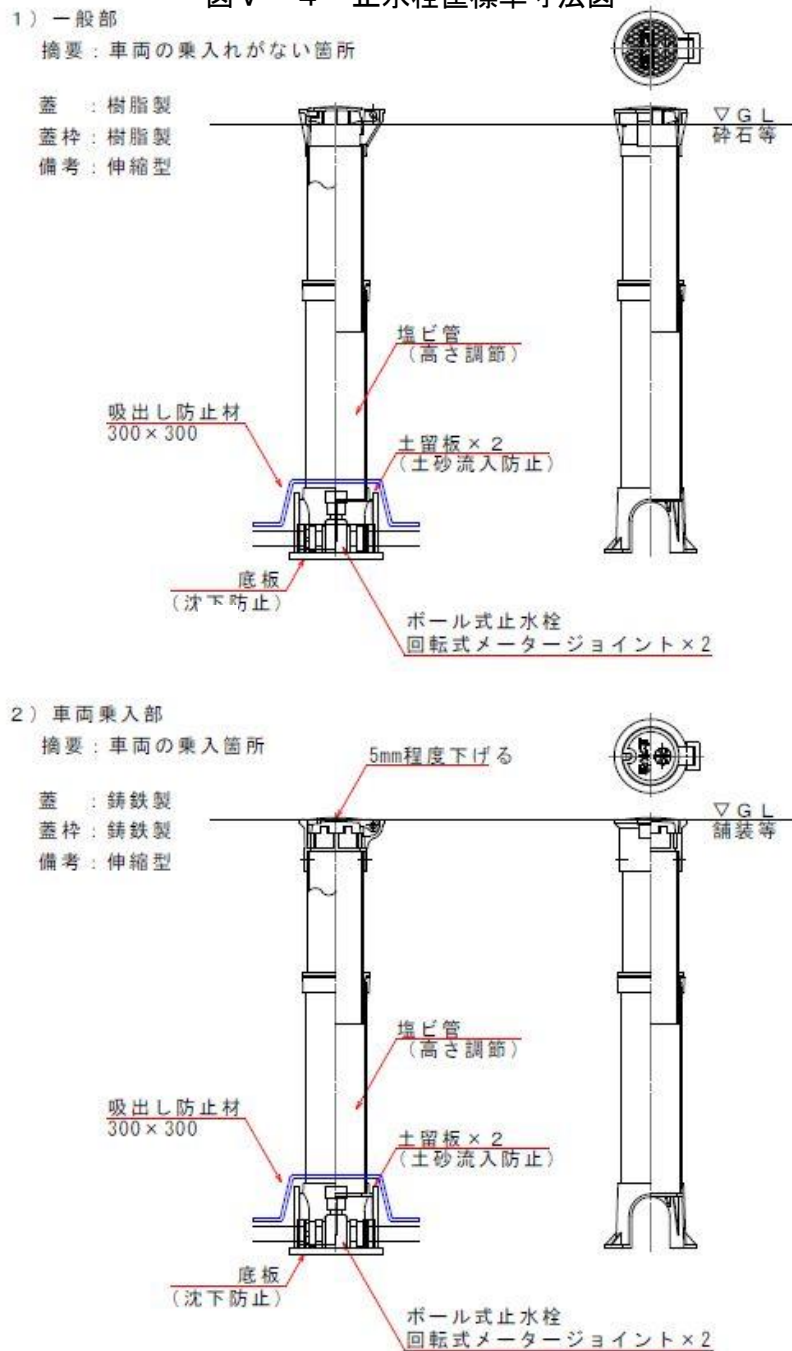 図Ⅴ－４ 止水栓筐標準寸法図
1）一般部
摘要：車両の乗入れがない箇所
蓋　：樹脂製
蓋枠：樹脂製
備考：伸縮型
▽ＧＬ
砕石等
塩ビ管
（高さ調節）
吸出し防止材
300×300
土留板×２
（土砂流入防止）
底板
（沈下防止）
ボール式止水栓
回転式メータージョイント×2
2）車両乗入部
摘要：車両の乗入箇所
5mm程度下げる
蓋　：鋳鉄製
蓋枠：鋳鉄製
備考：伸縮型
▽ＧＬ
舗装等
塩ビ管
（高さ調節）
吸出し防止材
300×300
土留板×２
（土砂流入防止）
底板
（沈下防止）
ボール式止水栓
回転式メータージョイント×2